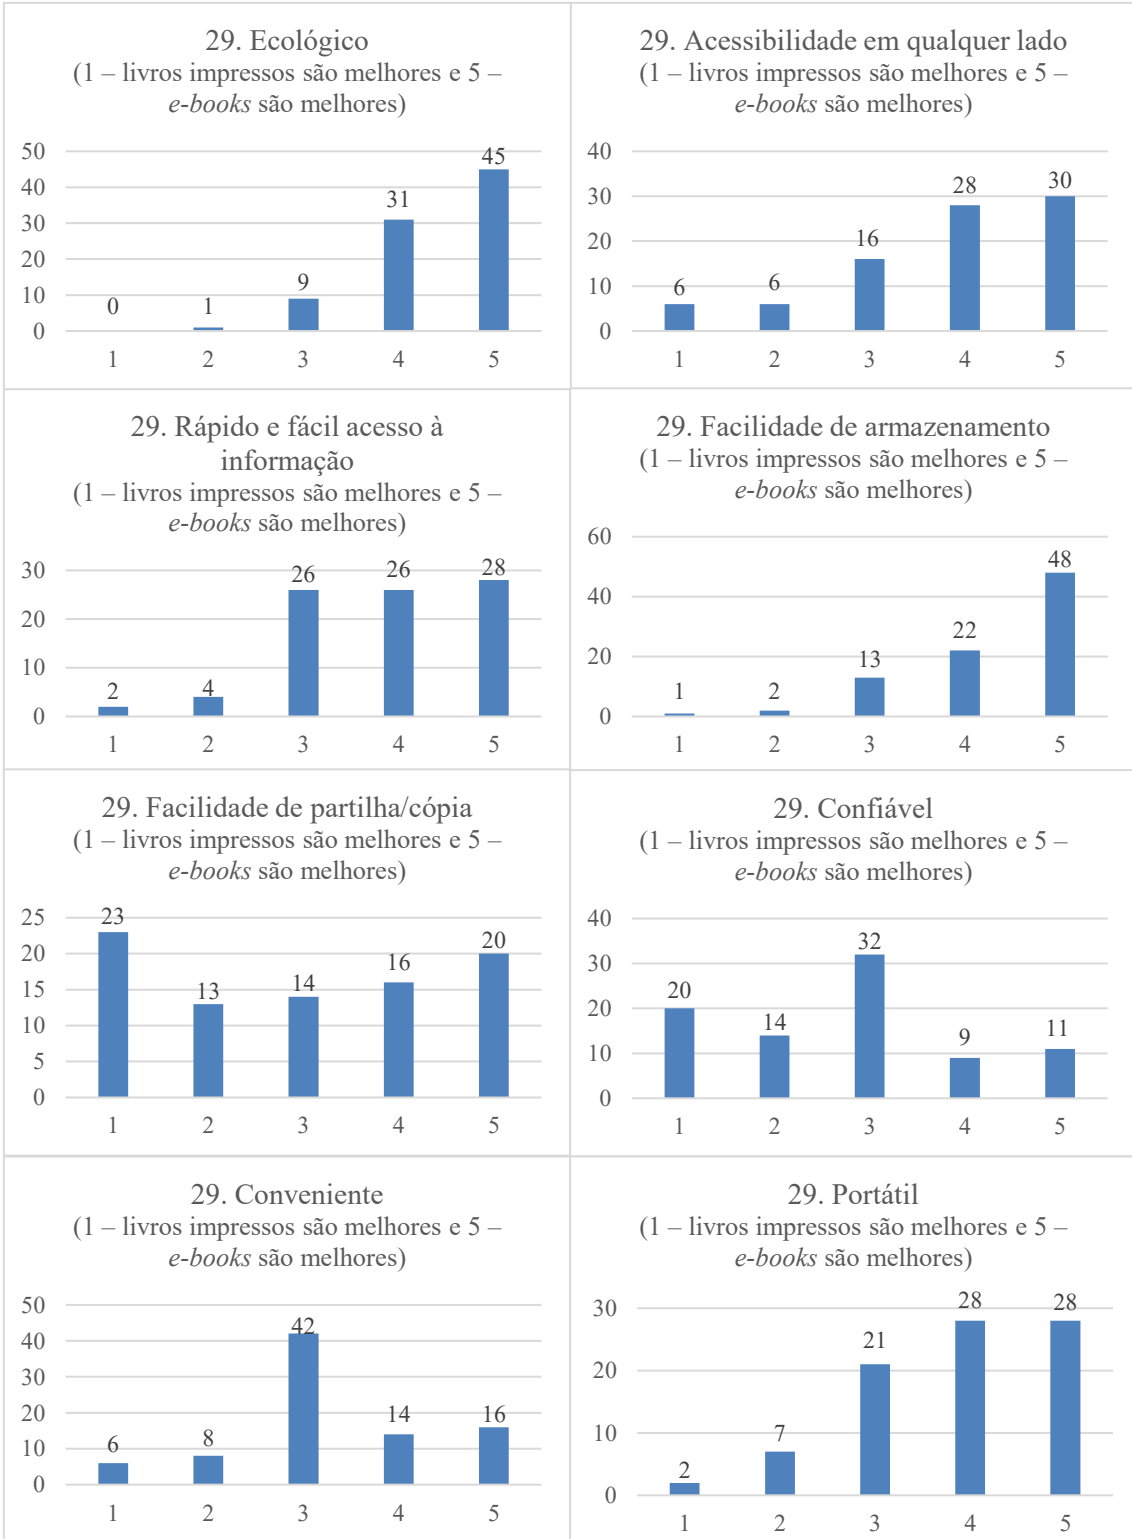 29. Ecológico
(1 – livros impressos são melhores e 5 –
e-books são melhores)
50
40
30
20
10
0
0
1
9
31
45
1 2 3 4 5
29. Acessibilidade em qualquer lado
(1 – livros impressos são melhores e 5 –
e-books são melhores)
40
30
20
10
0
6
6
16
28
30
1 2 3 4 5
29. Rápido e fácil acesso à
informação
(1 – livros impressos são melhores e 5 –
e-books são melhores)
30
20
10
0
2
4
26
26
28
1 2 3 4 5
29. Facilidade de armazenamento
(1 – livros impressos são melhores e 5 –
e-books são melhores)
60
40
20
0
1
2
13
22
48
1 2 3 4 5
29. Facilidade de partilha/cópia
(1 – livros impressos são melhores e 5 –
e-books são melhores)
25
20
15
10
5
0
23
13
14
16
20
1 2 3 4 5
29. Confiável
(1 – livros impressos são melhores e 5 –
e-books são melhores)
40
30
20
10
0
20
14
32
9
11
1 2 3 4 5
29. Conveniente
(1 – livros impressos são melhores e 5 –
e-books são melhores)
50
40
30
20
10
0
6
8
42
14
16
1 2 3 4 5
29. Portátil
(1 – livros impressos são melhores e 5 –
e-books são melhores)
30
20
10
0
2
7
21
28
28
1 2 3 4 5